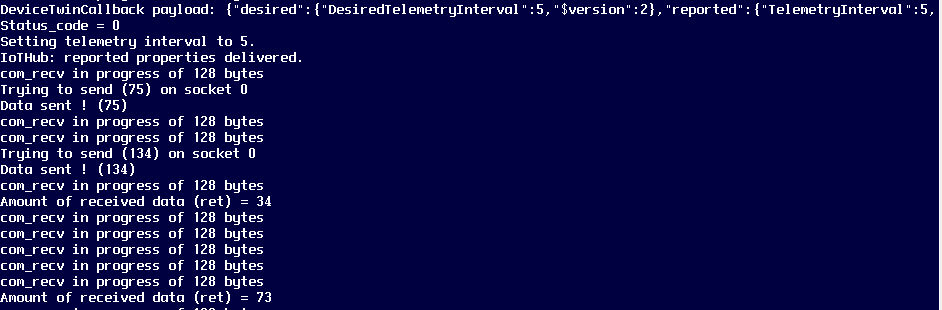 DeviceTwinCallback payload: {"desired":{"DesiredTelemetryInterval":5,"$version":2},"reported":{"TelemetryInterval":5,
Status_code = 0
Setting telemetry interval to 5.
IoTHub: reported properties delivered.
com_recv in progress of 128 bytes
Trying to send (75) on socket 0
Data sent ! (75)
com_recv in progress of 128 bytes
com_recv in progress of 128 bytes
Trying to send (134) on socket 0
Data sent ! (134)
com_recv in progress of 128 bytes
Amount of received data (ret) = 34
com_recv in progress of 128 bytes
com_recv in progress of 128 bytes
com_recv in progress of 128 bytes
com_recv in progress of 128 bytes
com_recv in progress of 128 bytes
Amount of received data (ret) = 73